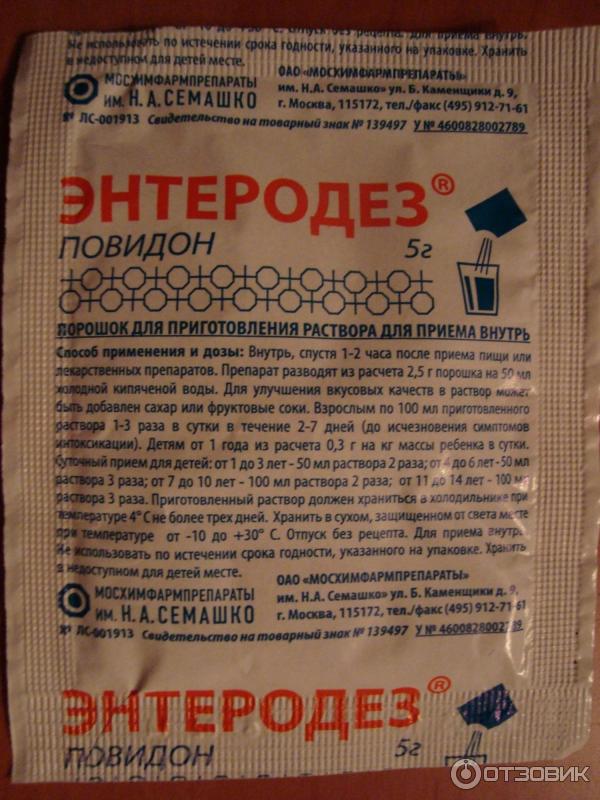 от -10 до +30° С. Отпуск без рецепта. Для приема внутрь.
Не использовать по истечении срока годности, указанного на упаковке. Хранить
в недоступном для детей месте.
МОСХИМФАРМПРЕПАРАТЫ
ИМ. Н.А.СЕМАШКО
ОАО «МОСХИМФАРМПРЕПАРАТЫ»
им. Н.А. Семашко» ул. Б. Каменщики д. 9,
г. Москва, 115172, тел./факс (495) 912-71-61
№ ЛС-001913 Свидетельство на товарный знак № 139497 У № 4600828002789
ЭНТЕРОДЕЗ®
ПОВИДОН 5г
ПОРОШОК ДЛЯ ПРИГОТОВЛЕНИЯ РАСТВОРА ДЛЯ ПРИЕМА ВНУТРЬ
Способ применения и дозы: Внутрь, спустя 1-2 часа после приема пищи или
лекарственных препаратов. Препарат разводят из расчета 2,5 г порошка на 50 мл
холодной кипяченой воды. Для улучшения вкусовых качеств в раствор может
быть добавлен сахар или фруктовые соки. Взрослым по 100 мл приготовленного
раствора 1-3 раза в сутки в течение 2-7 дней (до исчезновения симптомов
интоксикации). Детям от 1 года из расчета 0,3 г на кг массы ребенка в сутки.
Суточный прием для детей: от 1 до 3 лет - 50 мл раствора 2 раза; от 4 до 6 лет - 50 мл
раствора 3 раза; от 7 до 10 лет - 100 мл раствора 2 раза; от 11 до 14 лет - 100 мл
раствора 3 раза. Приготовленный раствор должен храниться в холодильнике при
температуре 4° С не более трех дней. Хранить в сухом, защищенном от света месте
при температуре от -10 до +30° С. Отпуск без рецепта. Для приема внутрь.
Не использовать по истечении срока годности, указанного на упаковке. Хранить
в недоступном для детей месте.
МОСХИМФАРМПРЕПАРАТЫ
ИМ. Н.А.СЕМАШКО
ОАО «МОСХИМФАРМПРЕПАРАТЫ»
им. Н.А. Семашко» ул. Б. Каменщики д. 9,
г. Москва, 115172, тел./факс (495) 912-71-61
№ ЛС-001913 Свидетельство на товарный знак № 139497 У № 4600828002789
ЭНТЕРОДЕЗ®
ПОВИДОН 5г
ОТЗОВИК